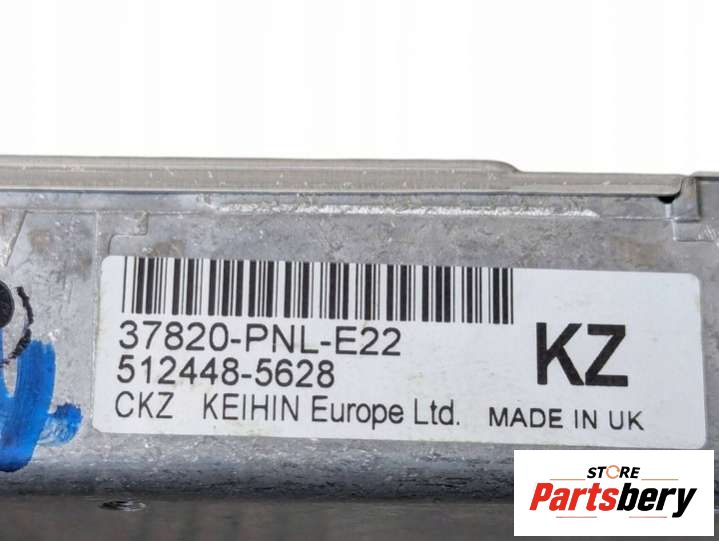 37820-PNL-E22
512448-5628
CKZ KEIHIN Europe Ltd. MADE IN UK
KZ
STORE
Partsbery